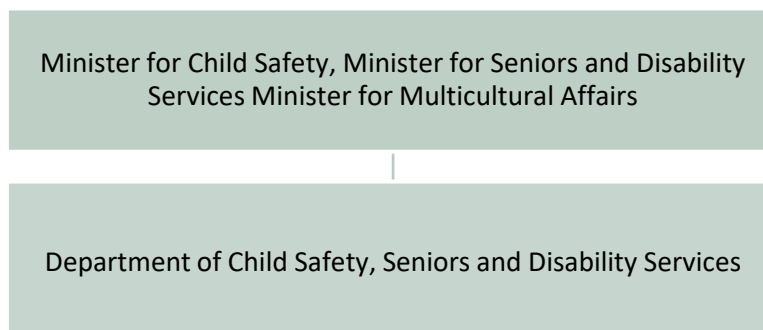 Minister for Child Safety, Minister for Seniors and Disability
Services Minister for Multicultural Affairs
Department of Child Safety, Seniors and Disability Services